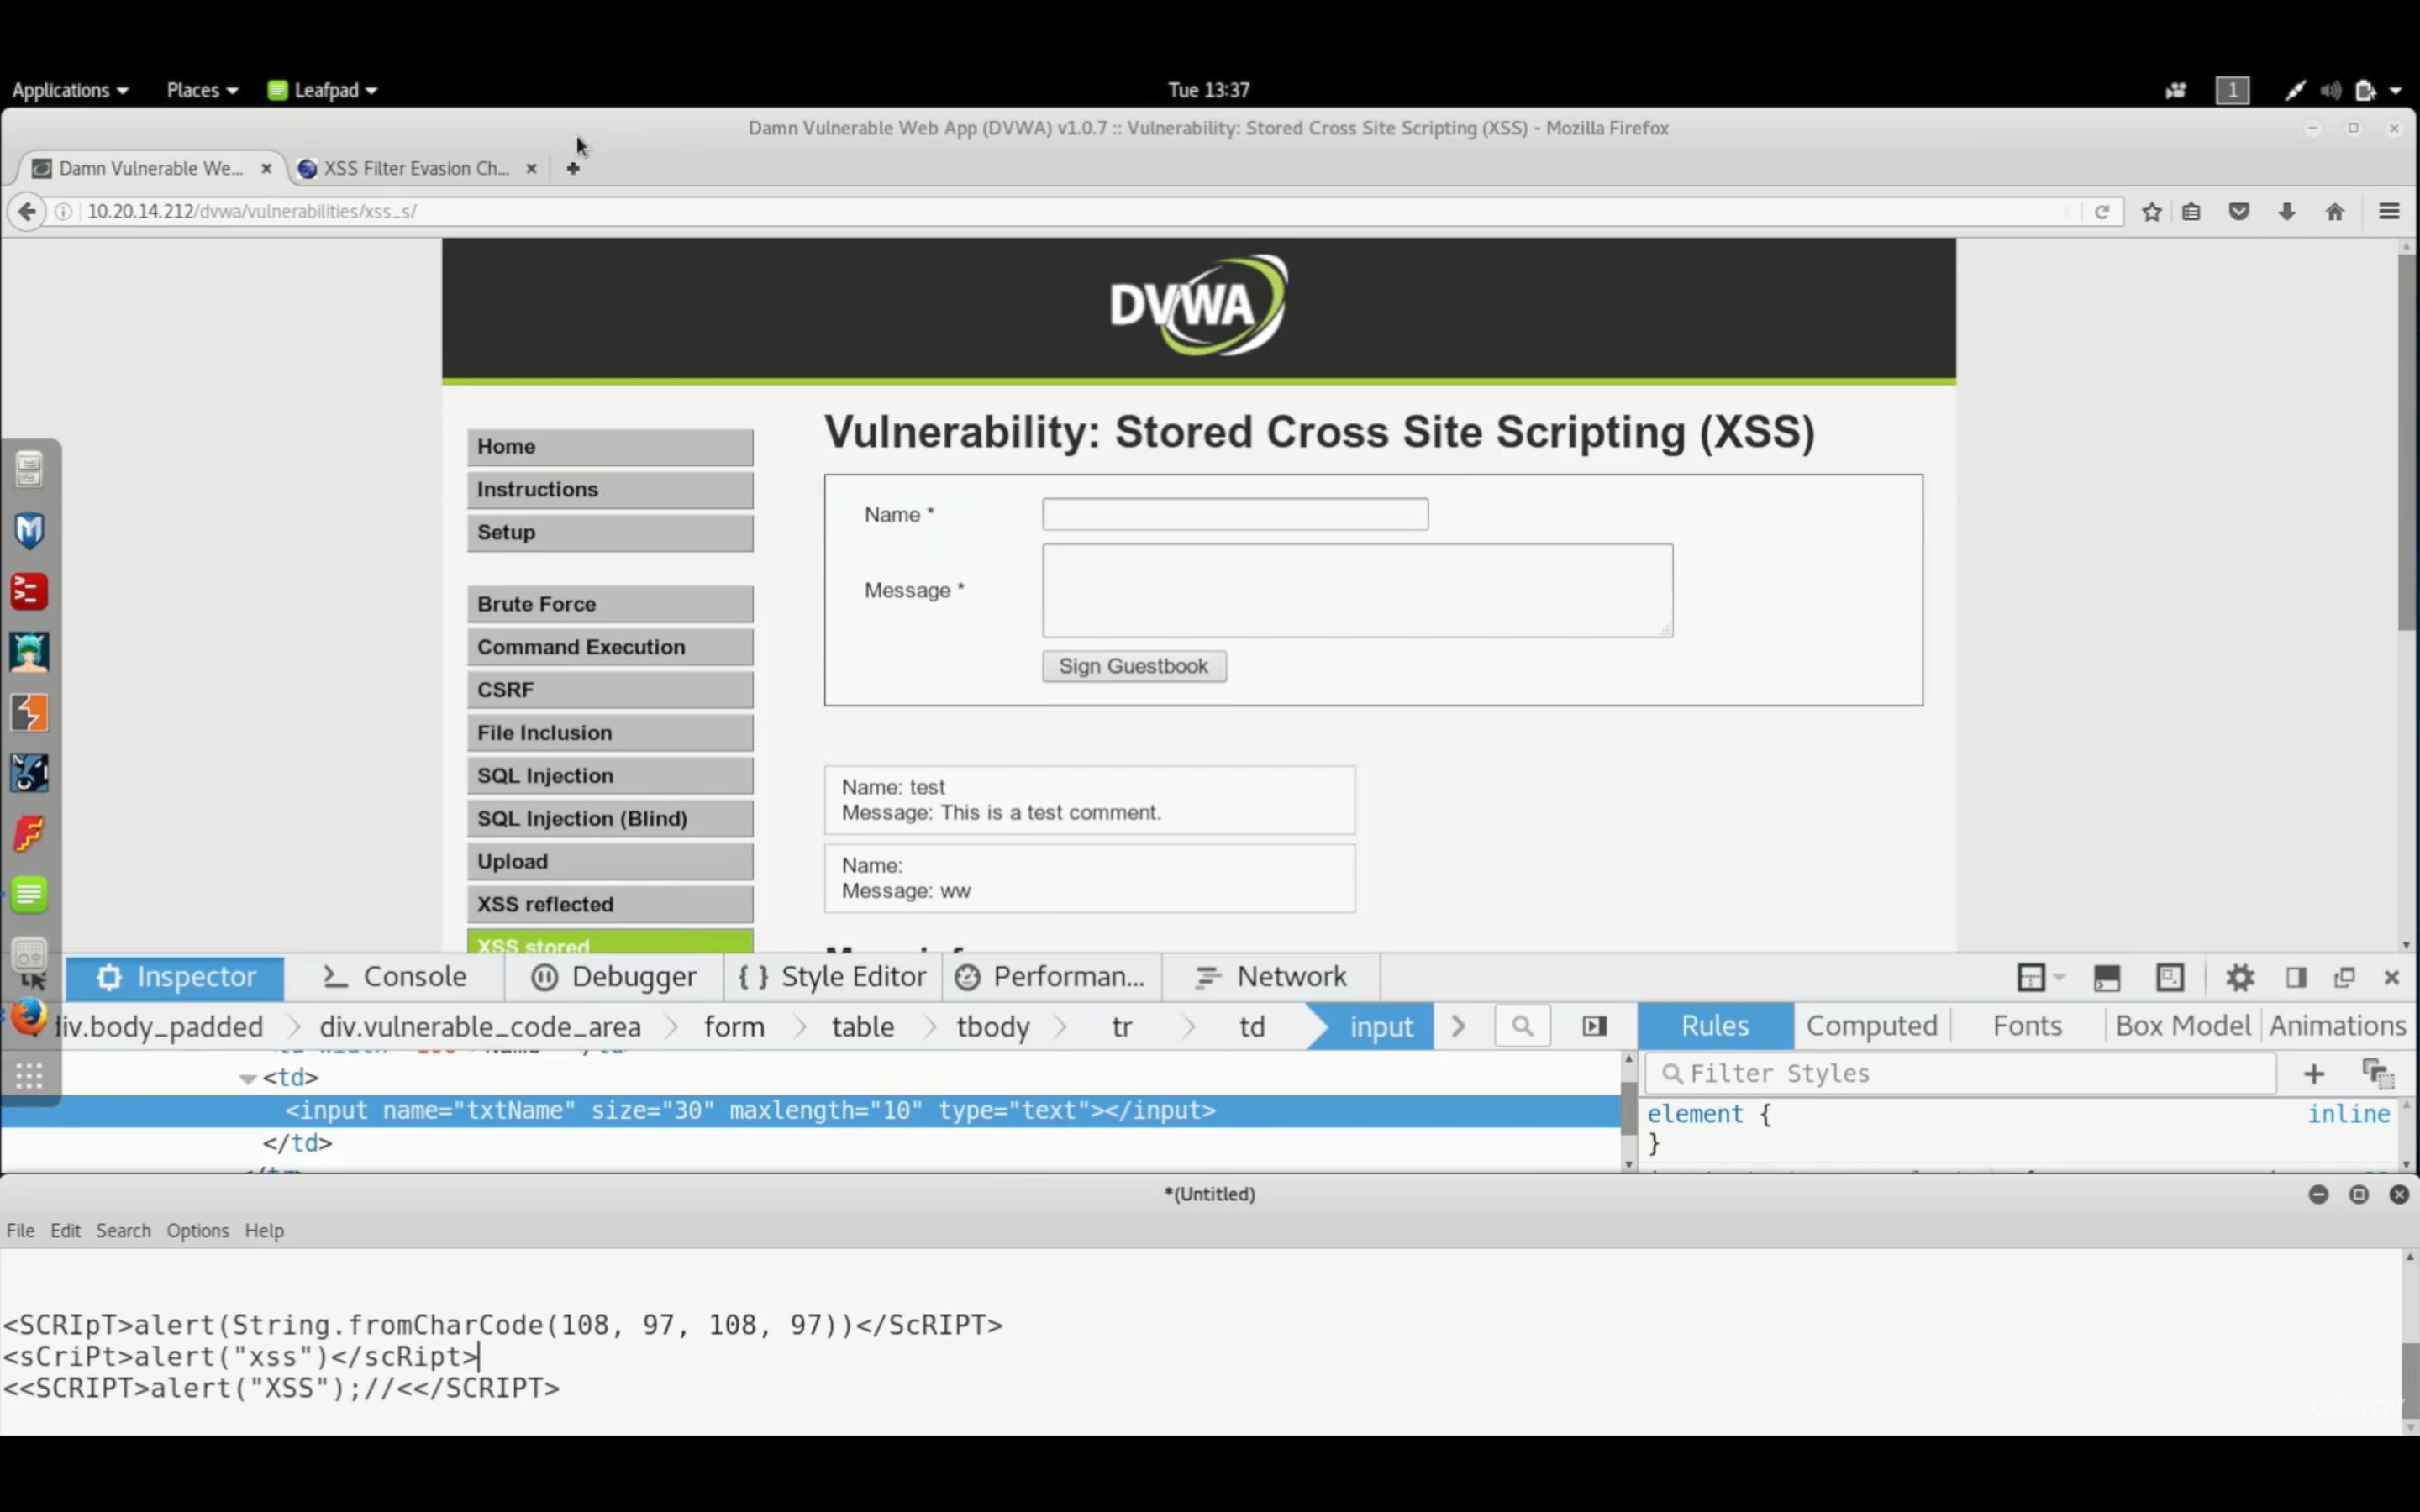 Applications Places Leafpad Tue 13:37 1
Damn Vulnerable Web App (DVWA) v1.0.7 :: Vulnerability: Stored Cross Site Scripting (XSS) - Mozilla Firefox
Damn Vulnerable We... XSS Filter Evasion Ch...
10.20.14.212/dvwa/vulnerabilities/xss_s/
DVWA
Vulnerability: Stored Cross Site Scripting (XSS)
Home
Instructions
Setup
Brute Force
Command Execution
CSRF
File Inclusion
SQL Injection
SQL Injection (Blind)
Upload
XSS reflected
XSS stored
Name *
Message *
Sign Guestbook
Name: test
Message: This is a test comment.
Name:
Message: ww
Inspector Console Debugger { } Style Editor Performan... Network
iv.body_padded div.vulnerable_code_area form table tbody tr td input Rules Computed Fonts Box Model Animations
<td>
<input name="txtName" size="30" maxlength="10" type="text"></input>
</td>
Filter Styles
element { inline
}
*(Untitled)
File Edit Search Options Help
<SCRIpT>alert(String.fromCharCode(108, 97, 108, 97))</ScRIPT>
<sCriPt>alert("xss")</scRipt>
<<SCRIPT>alert("XSS");//<</SCRIPT>
udemy